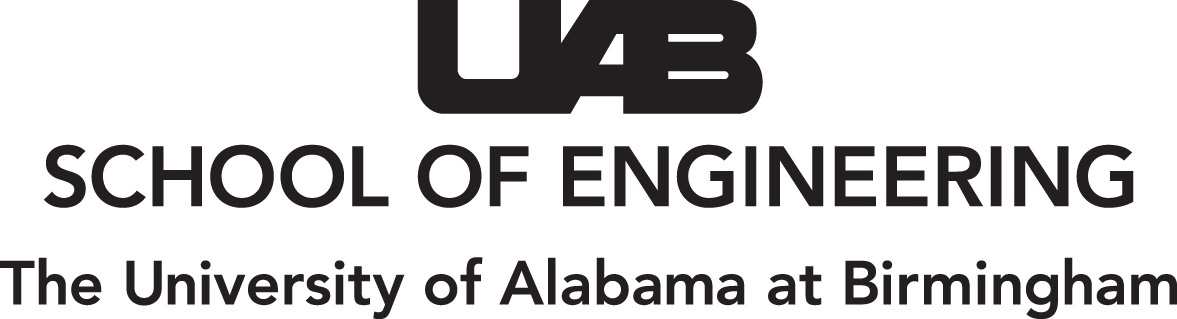 UAB
SCHOOL OF ENGINEERING
The University of Alabama at Birmingham